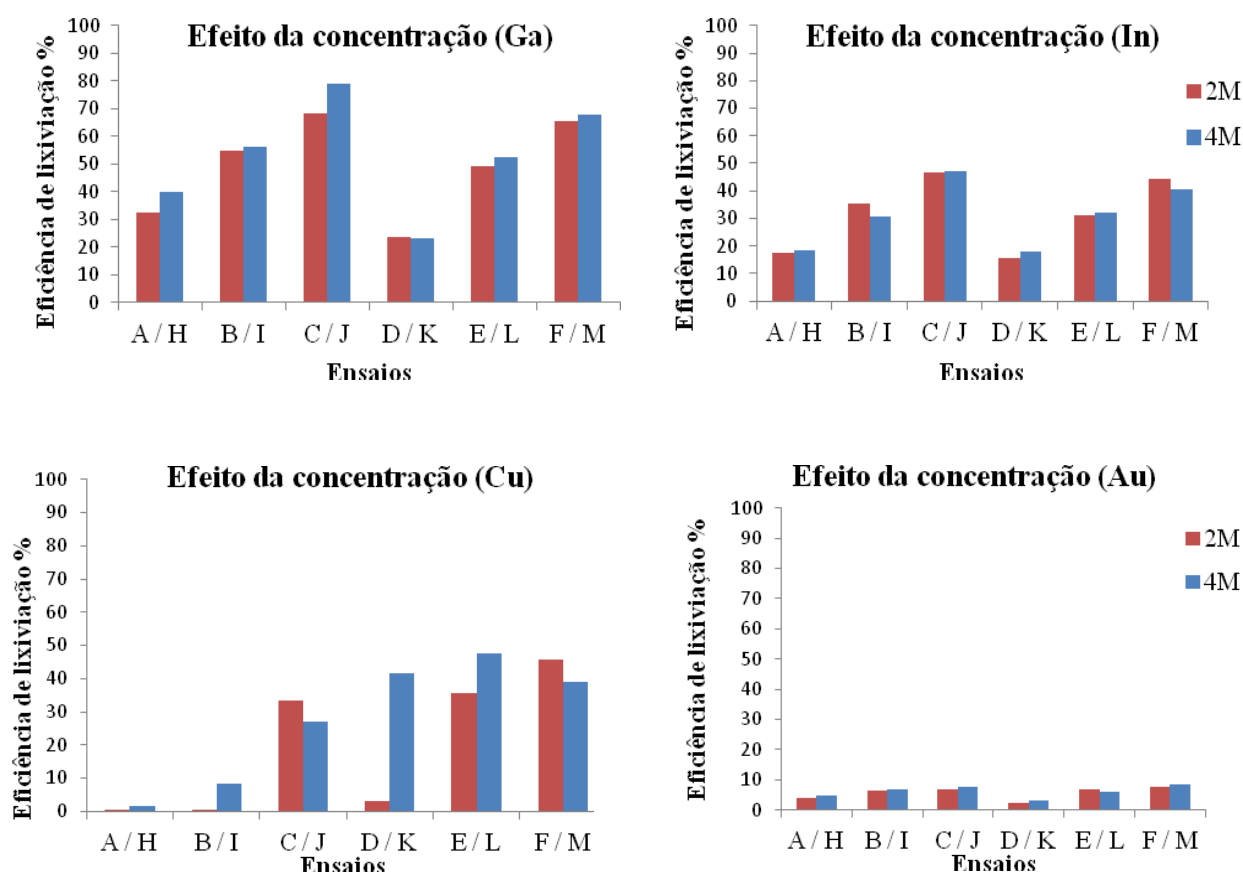 Efeito da concentração (Ga)
Eficiência de lixiviação %
100
90
80
70
60
50
40
30
20
10
0
A / H B / I C / J D / K E / L F / M
Ensaios
Efeito da concentração (In)
Eficiência de lixiviação %
100
90
80
70
60
50
40
30
20
10
0
A / H B / I C / J D / K E / L F / M
Ensaios
2M
4M
Efeito da concentração (Cu)
Eficiência de lixiviação %
100
90
80
70
60
50
40
30
20
10
0
A / H B / I C / J D / K E / L F / M
Ensaios
Efeito da concentração (Au)
Eficiência de lixiviação %
100
90
80
70
60
50
40
30
20
10
0
A / H B / I C / J D / K E / L F / M
Ensaios
2M
4M